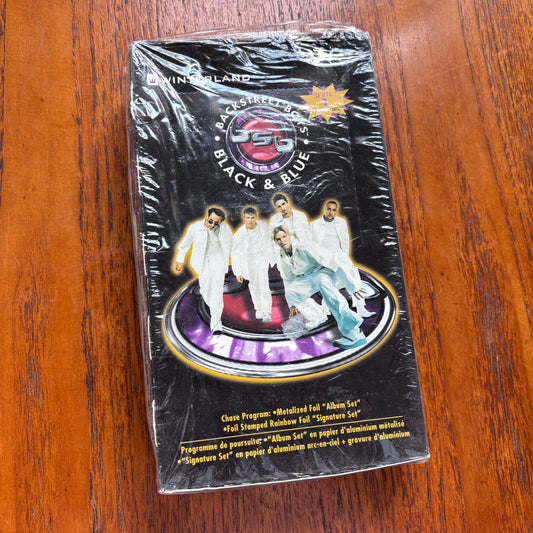 WINTERLAND
• BACKSTREET BOYS •
bsb
BLACK & BLUE
Chase Program: •Metalized Foil "Album Set"
•Foil Stamped Rainbow Foil "Signature Set"
Programme de poursuite: •"Album Set" en papier d'aluminium métalisé
•"Signature Set" en papier d'aluminium arc-en-ciel + gravure d'aluminium